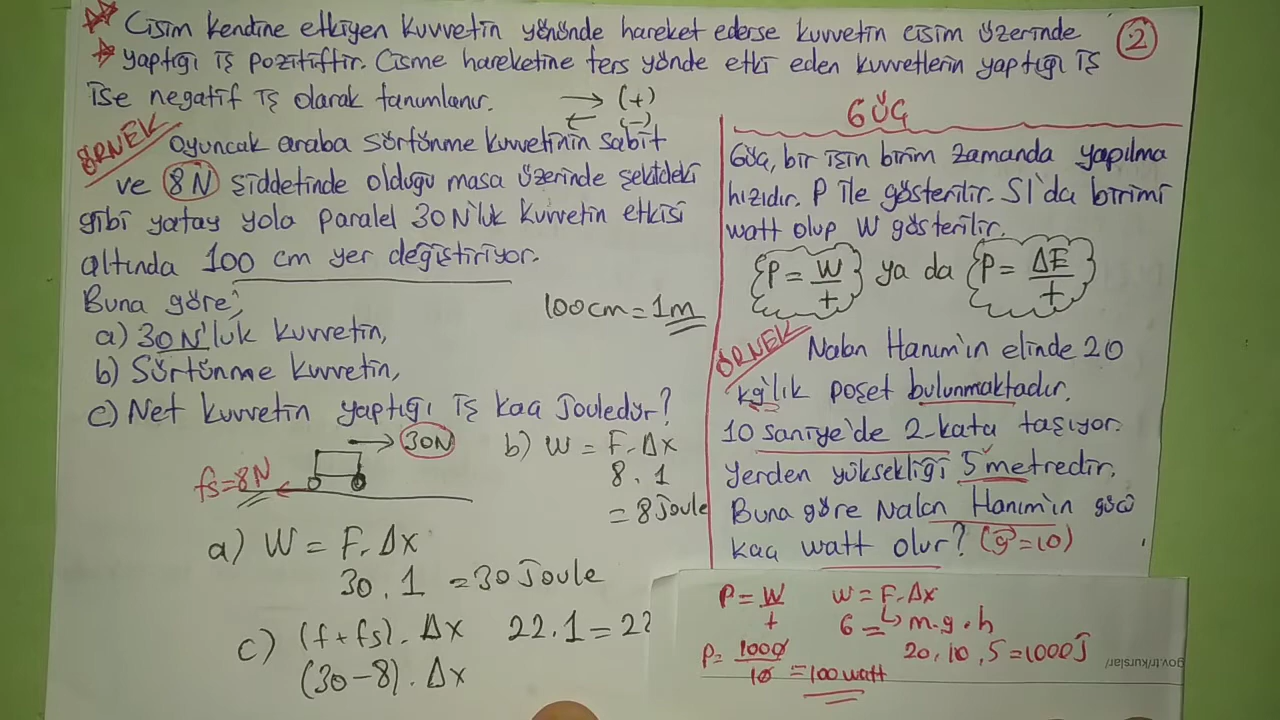 Cisim kendine etkiyen kuvvetin yönünde hareket ederse kuvvetin cisim üzerinde
yaptığı iş pozitiftir. Cisme hareketine ters yönde etki eden kuvvetlerin yaptığı iş
ise negatif iş olarak tanımlanır.
→ (+)
← (-)
2
ÖRNEK
Oyuncak araba sürtünme kuvvetinin sabit
ve 8N şiddetinde olduğu masa üzerinde şekildeki
gibi yatay yola paralel 30N'luk kuvvetin etkisi
altında 100 cm yer değiştiriyor.
Buna göre;
100cm = 1m
a) 30N'luk kuvvetin,
b) Sürtünme kuvvetin,
c) Net kuvvetin yaptığı iş kaç Jouledür?
30N
fs=8N
b) W = F.Δx
8.1
= 8 Joule
a) W = F.Δx
30.1 = 30 Joule
c) (f+fs).Δx 22.1=22
(30-8).Δx
GÜÇ
Güç, bir işin birim zamanda yapılma
hızıdır. P ile gösterilir. SI'da birimi
watt olup W gösterilir.
P = W/t ya da P = ΔE/t
ÖRNEK
Nalan Hanım'ın elinde 20
kg'lık poşet bulunmaktadır.
10 saniye'de 2.kata taşıyor.
Yerden yüksekliği 5 metredir.
Buna göre Nalan Hanım'ın gücü
kaç watt olur? (g=10)
P = W/t W = F.Δx
G = m.g.h
20.10.5=1000J
P = 1000/10 = 100 watt
gov.tr/kurslar/